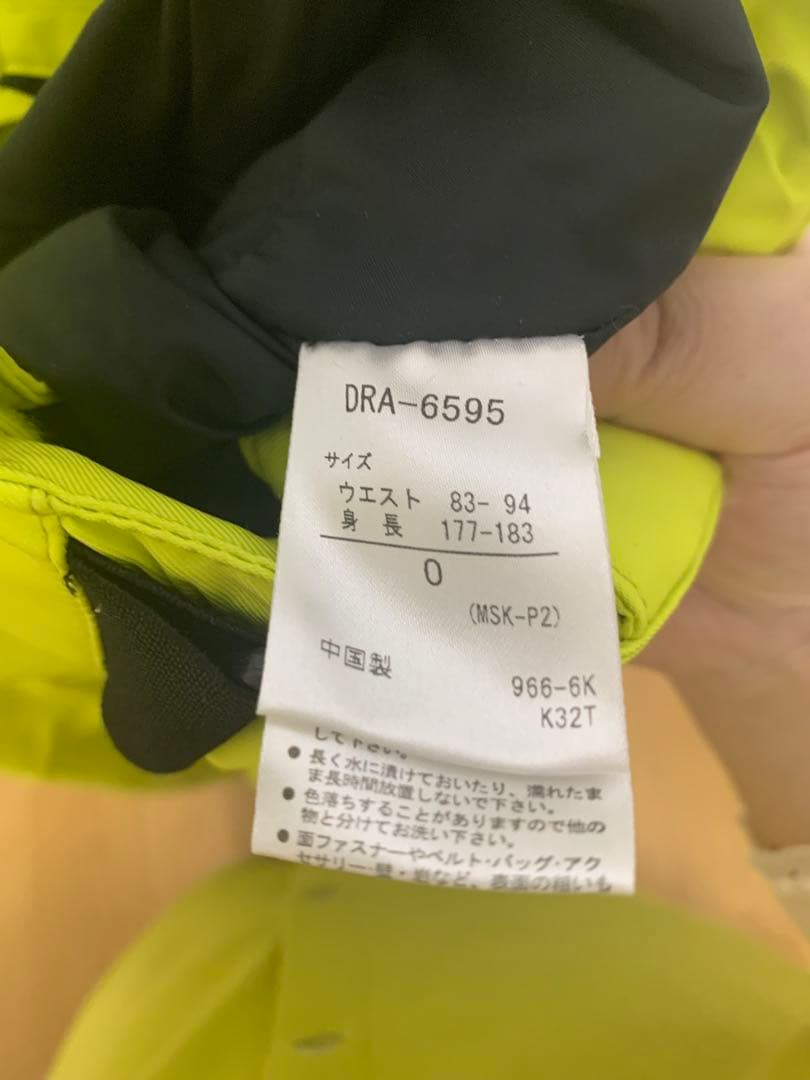 DRA-6595
サイズ
ウエスト 83- 94
身 長 177-183
O
(MSK-P2)
中国製
966-6K
K32T
して下さい。
● 長く水に漬けておいたり、濡れたま
ま長時間放置しないで下さい。
● 色落ちすることがありますので他の
物と分けてお洗い下さい。
● 面ファスナーやベルト・バッグ・アク
セサリー・壁・岩など、表面の粗いも